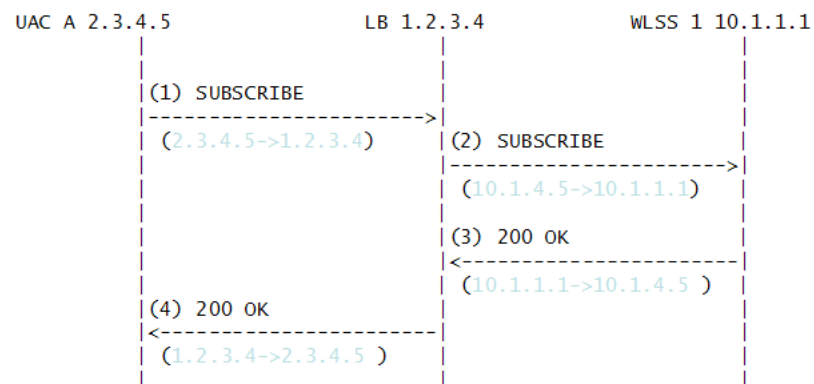 UAC A 2.3.4.5 LB 1.2.3.4 WLSS 1 10.1.1.1
(1) SUBSCRIBE
(2.3.4.5->1.2.3.4)
(2) SUBSCRIBE
(10.1.4.5->10.1.1.1)
(3) 200 OK
(10.1.1.1->10.1.4.5 )
(4) 200 OK
(1.2.3.4->2.3.4.5 )